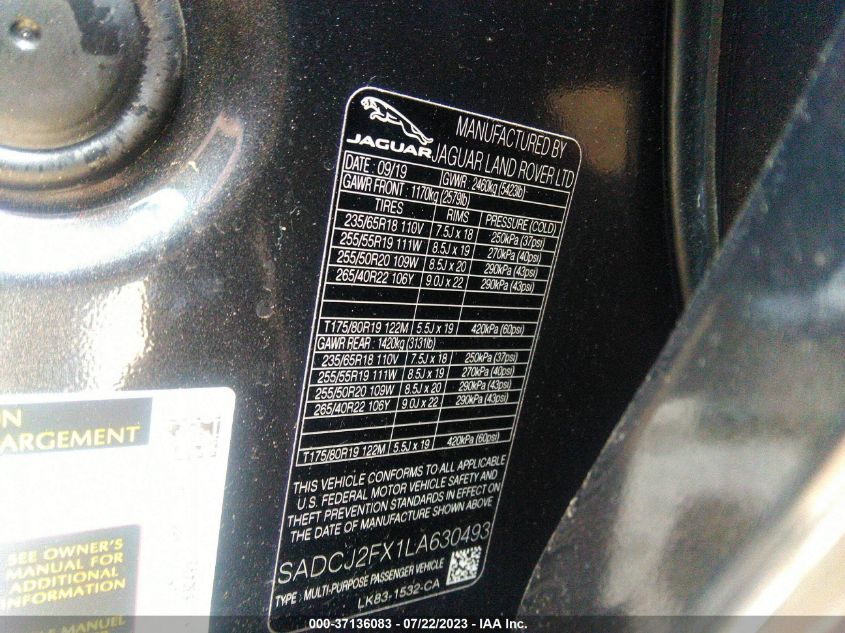 JAGUAR
MANUFACTURED BY
JAGUAR LAND ROVER LTD
DATE : 09/19 GVWR : 2460kg (5423lb)
GAWR FRONT : 1170kg (2579lb)
TIRES RIMS PRESSURE (COLD)
235/65R18 110V 7.5J x 18 250kPa (37psi)
255/55R19 111W 8.5J x 19 270kPa (40psi)
255/50R20 109W 8.5J x 20 290kPa (43psi)
265/40R22 106Y 9.0J x 22 290kPa (43psi)
T175/80R19 122M 5.5J x 19 420kPa (60psi)
GAWR REAR : 1420kg (3131lb)
235/65R18 110V 7.5J x 18 250kPa (37psi)
255/55R19 111W 8.5J x 19 270kPa (40psi)
255/50R20 109W 8.5J x 20 290kPa (43psi)
265/40R22 106Y 9.0J x 22 290kPa (43psi)
T175/80R19 122M 5.5J x 19 420kPa (60psi)
THIS VEHICLE CONFORMS TO ALL APPLICABLE
U.S. FEDERAL MOTOR VEHICLE SAFETY AND
THEFT PREVENTION STANDARDS IN EFFECT ON
THE DATE OF MANUFACTURE SHOWN ABOVE
SADCJ2FX1LA630493
TYPE : MULTI-PURPOSE PASSENGER VEHICLE
LK83-1532-CA
ON
ARGEMENT
SEE OWNER'S
MANUAL FOR
ADDITIONAL
INFORMATION
LE MANUEL
000-37136083 - 07/22/2023 - IAA Inc.